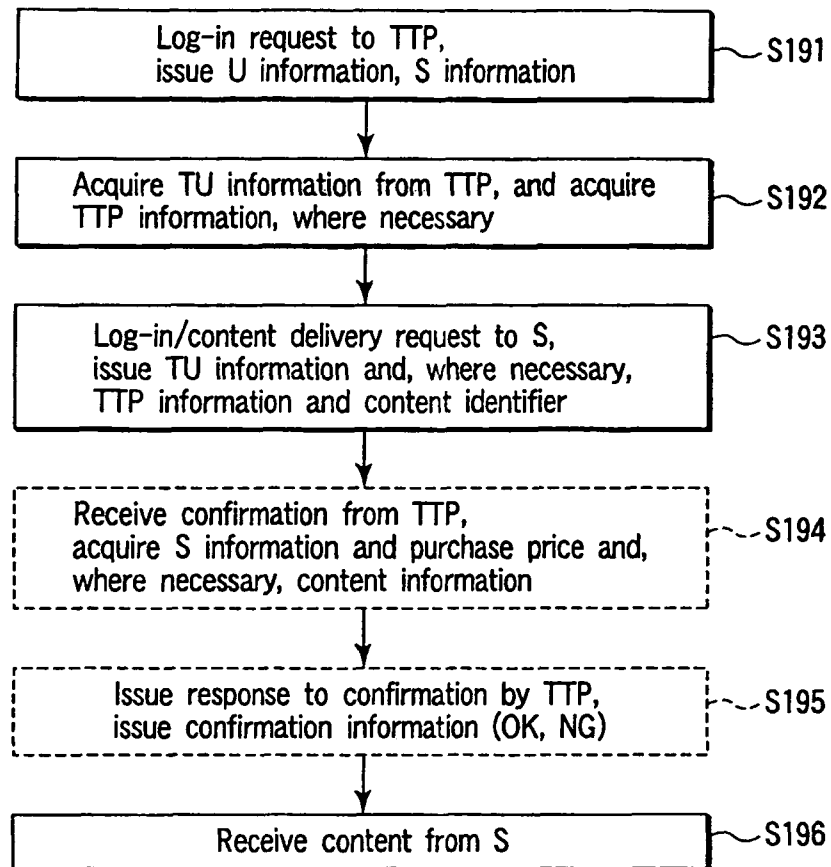 Log-in request to TTP,
issue U information, S information
S191
Acquire TU information from TTP, and acquire
TTP information, where necessary
S192
Log-in/content delivery request to S,
issue TU information and, where necessary,
TTP information and content identifier
S193
Receive confirmation from TTP,
acquire S information and purchase price and,
where necessary, content information
S194
Issue response to confirmation by TTP,
issue confirmation information (OK, NG)
S195
Receive content from S
S196